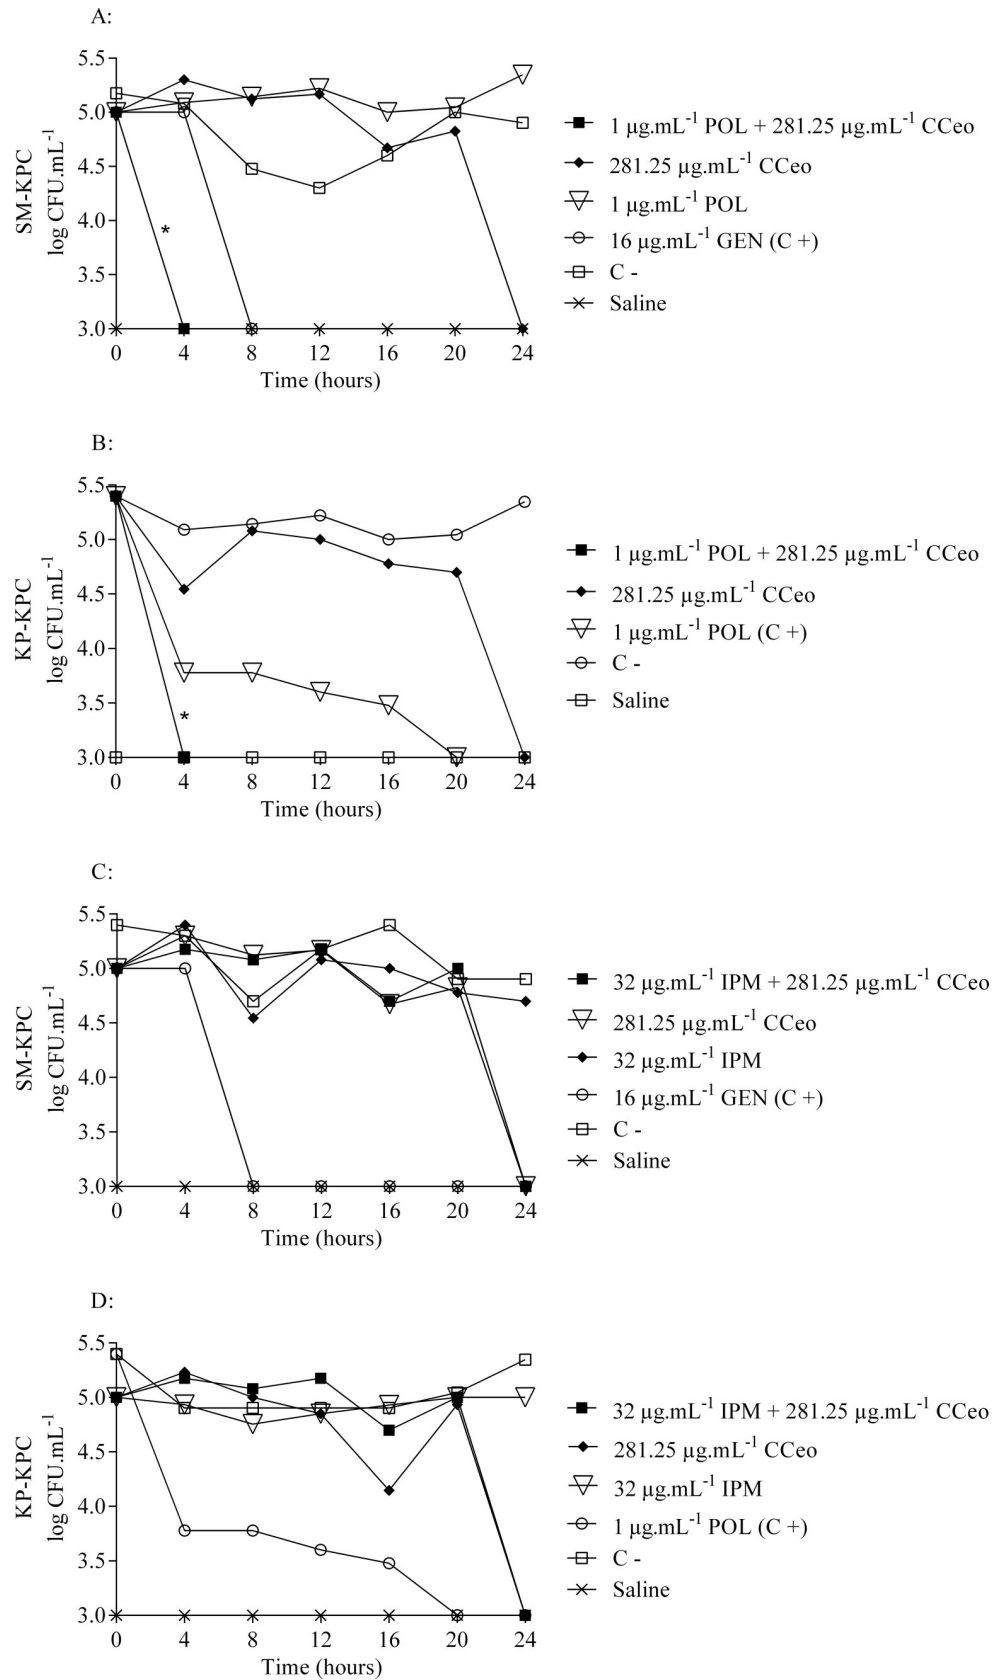 A:
5.5
5.0
4.5
4.0
3.5
3.0
SM-KPC
log CFU.mL⁻¹
*
0 4 8 12 16 20 24
Time (hours)
1 µg.mL⁻¹ POL + 281.25 µg.mL⁻¹ CCeo
281.25 µg.mL⁻¹ CCeo
1 µg.mL⁻¹ POL
16 µg.mL⁻¹ GEN (C +)
C -
Saline
B:
5.5
5.0
4.5
4.0
3.5
3.0
KP-KPC
log CFU.mL⁻¹
*
0 4 8 12 16 20 24
Time (hours)
1 µg.mL⁻¹ POL + 281.25 µg.mL⁻¹ CCeo
281.25 µg.mL⁻¹ CCeo
1 µg.mL⁻¹ POL (C +)
C -
Saline
C:
5.5
5.0
4.5
4.0
3.5
3.0
SM-KPC
log CFU.mL⁻¹
0 4 8 12 16 20 24
Time (hours)
32 µg.mL⁻¹ IPM + 281.25 µg.mL⁻¹ CCeo
281.25 µg.mL⁻¹ CCeo
32 µg.mL⁻¹ IPM
16 µg.mL⁻¹ GEN (C +)
C -
Saline
D:
5.5
5.0
4.5
4.0
3.5
3.0
KP-KPC
log CFU.mL⁻¹
0 4 8 12 16 20 24
Time (hours)
32 µg.mL⁻¹ IPM + 281.25 µg.mL⁻¹ CCeo
281.25 µg.mL⁻¹ CCeo
32 µg.mL⁻¹ IPM
1 µg.mL⁻¹ POL (C +)
C -
Saline